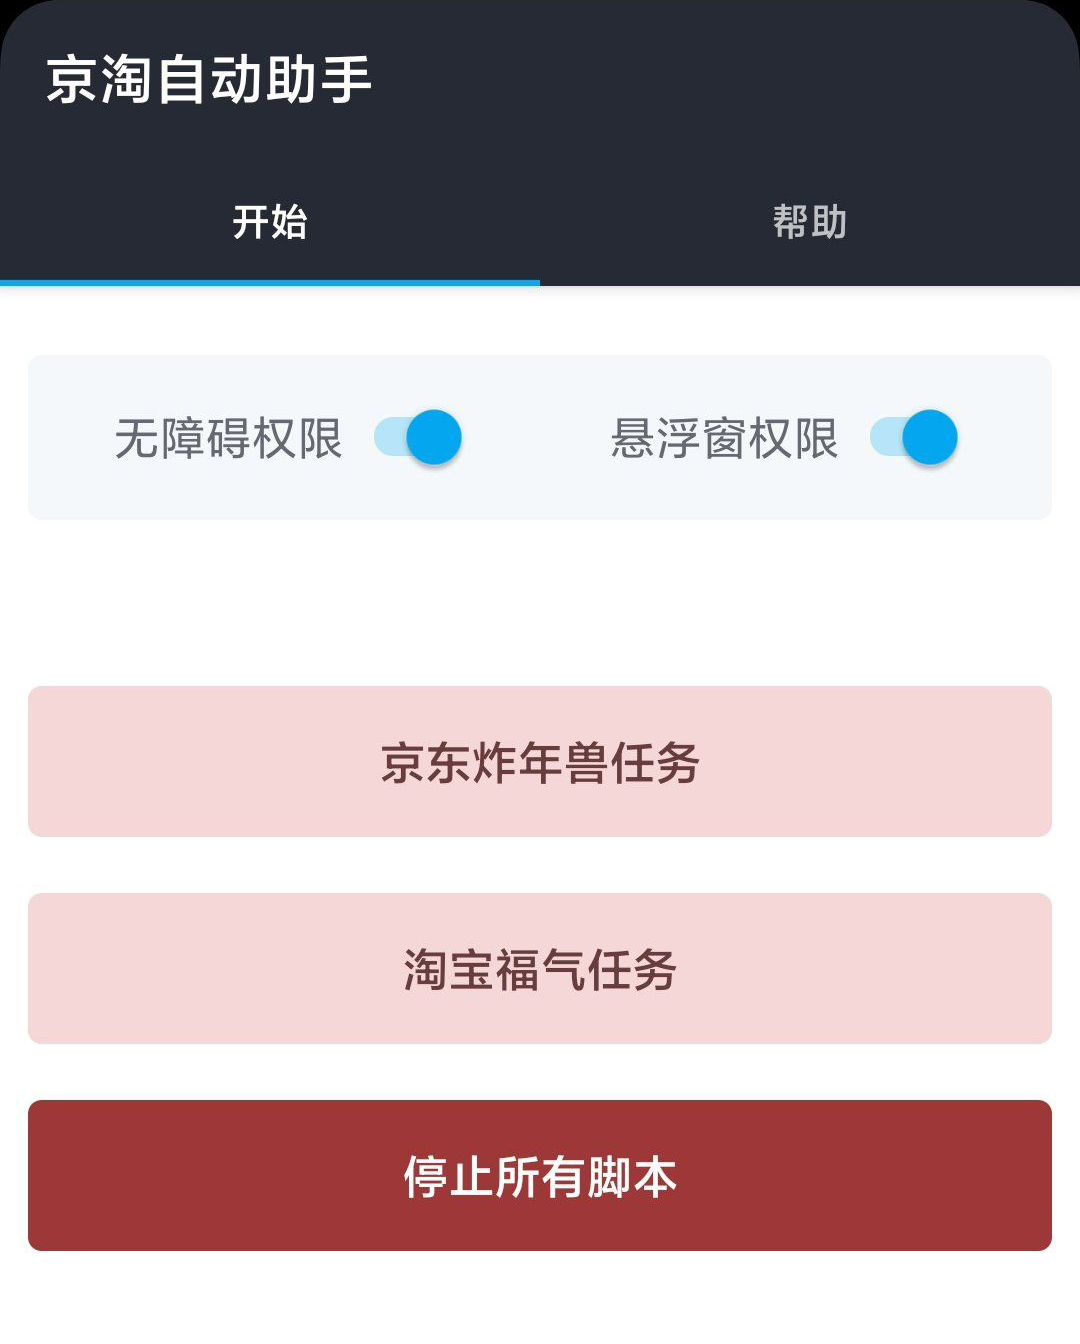 京淘自动助手
开始 帮助
无障碍权限 悬浮窗权限
京东炸年兽任务
淘宝福气任务
停止所有脚本